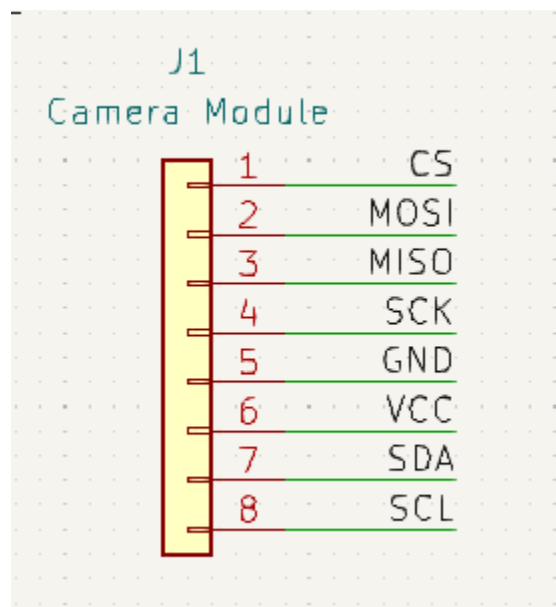 J1
Camera Module
1 CS
2 MOSI
3 MISO
4 SCK
5 GND
6 VCC
7 SDA
8 SCL